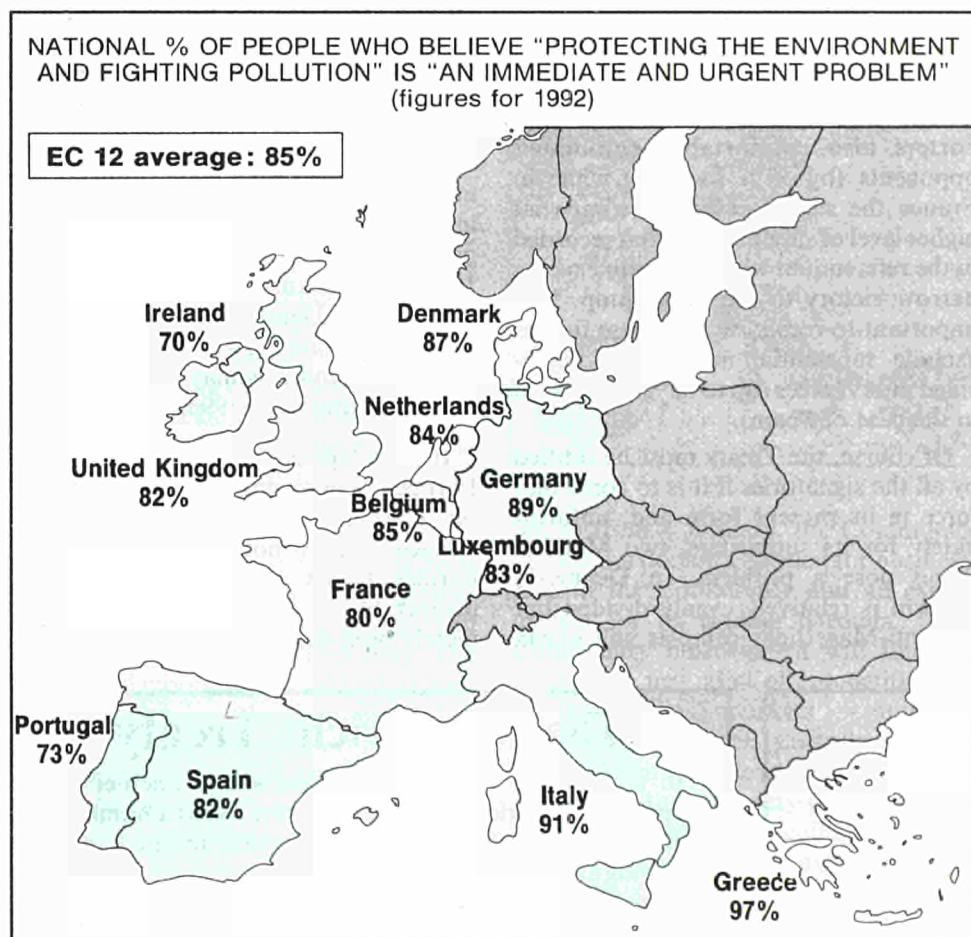 NATIONAL % OF PEOPLE WHO BELIEVE “PROTECTING THE ENVIRONMENT
AND FIGHTING POLLUTION” IS “AN IMMEDIATE AND URGENT PROBLEM”
(figures for 1992)
EC 12 average: 85%
Ireland
70%
Denmark
87%
Netherlands
84%
United Kingdom
82%
Germany
89%
Belgium
85%
Luxembourg
83%
France
80%
Portugal
73%
Spain
82%
Italy
91%
Greece
97%